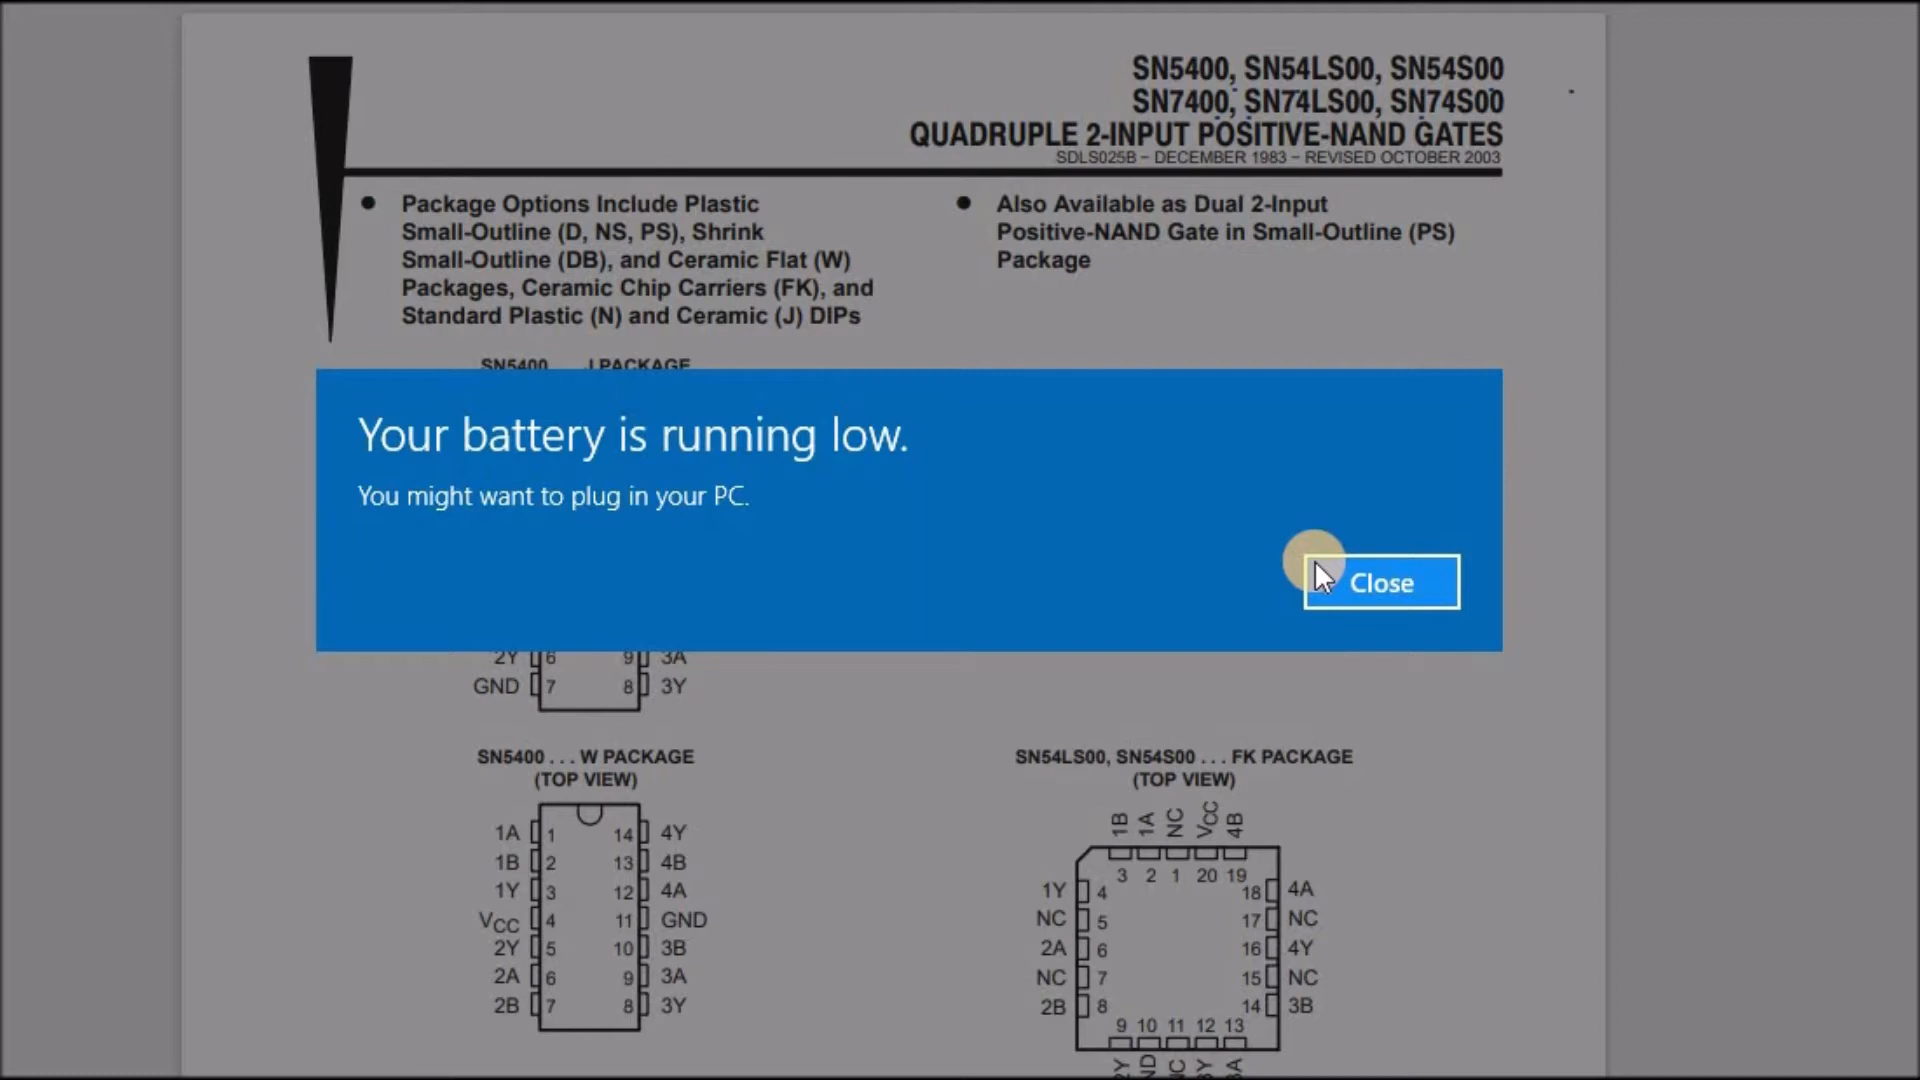 SN5400, SN54LS00, SN54S00
SN7400, SN74LS00, SN74S00
QUADRUPLE 2-INPUT POSITIVE-NAND GATES
SDLS025B – DECEMBER 1983 – REVISED OCTOBER 2003
● Package Options Include Plastic
Small-Outline (D, NS, PS), Shrink
Small-Outline (DB), and Ceramic Flat (W)
Packages, Ceramic Chip Carriers (FK), and
Standard Plastic (N) and Ceramic (J) DIPs
● Also Available as Dual 2-Input
Positive-NAND Gate in Small-Outline (PS)
Package
SN5400 . . . J PACKAGE
Your battery is running low.
You might want to plug in your PC.
Close
2Y 6 9 3A
GND 7 8 3Y
SN5400 . . . W PACKAGE
(TOP VIEW)
1A 1 14 4Y
1B 2 13 4B
1Y 3 12 4A
VCC 4 11 GND
2Y 5 10 3B
2A 6 9 3A
2B 7 8 3Y
SN54LS00, SN54S00 . . . FK PACKAGE
(TOP VIEW)
1B 1A NC VCC 4B
3 2 1 20 19
1Y 4 18 4A
NC 5 17 NC
2A 6 16 4Y
NC 7 15 NC
2B 8 14 3B
9 10 11 12 13